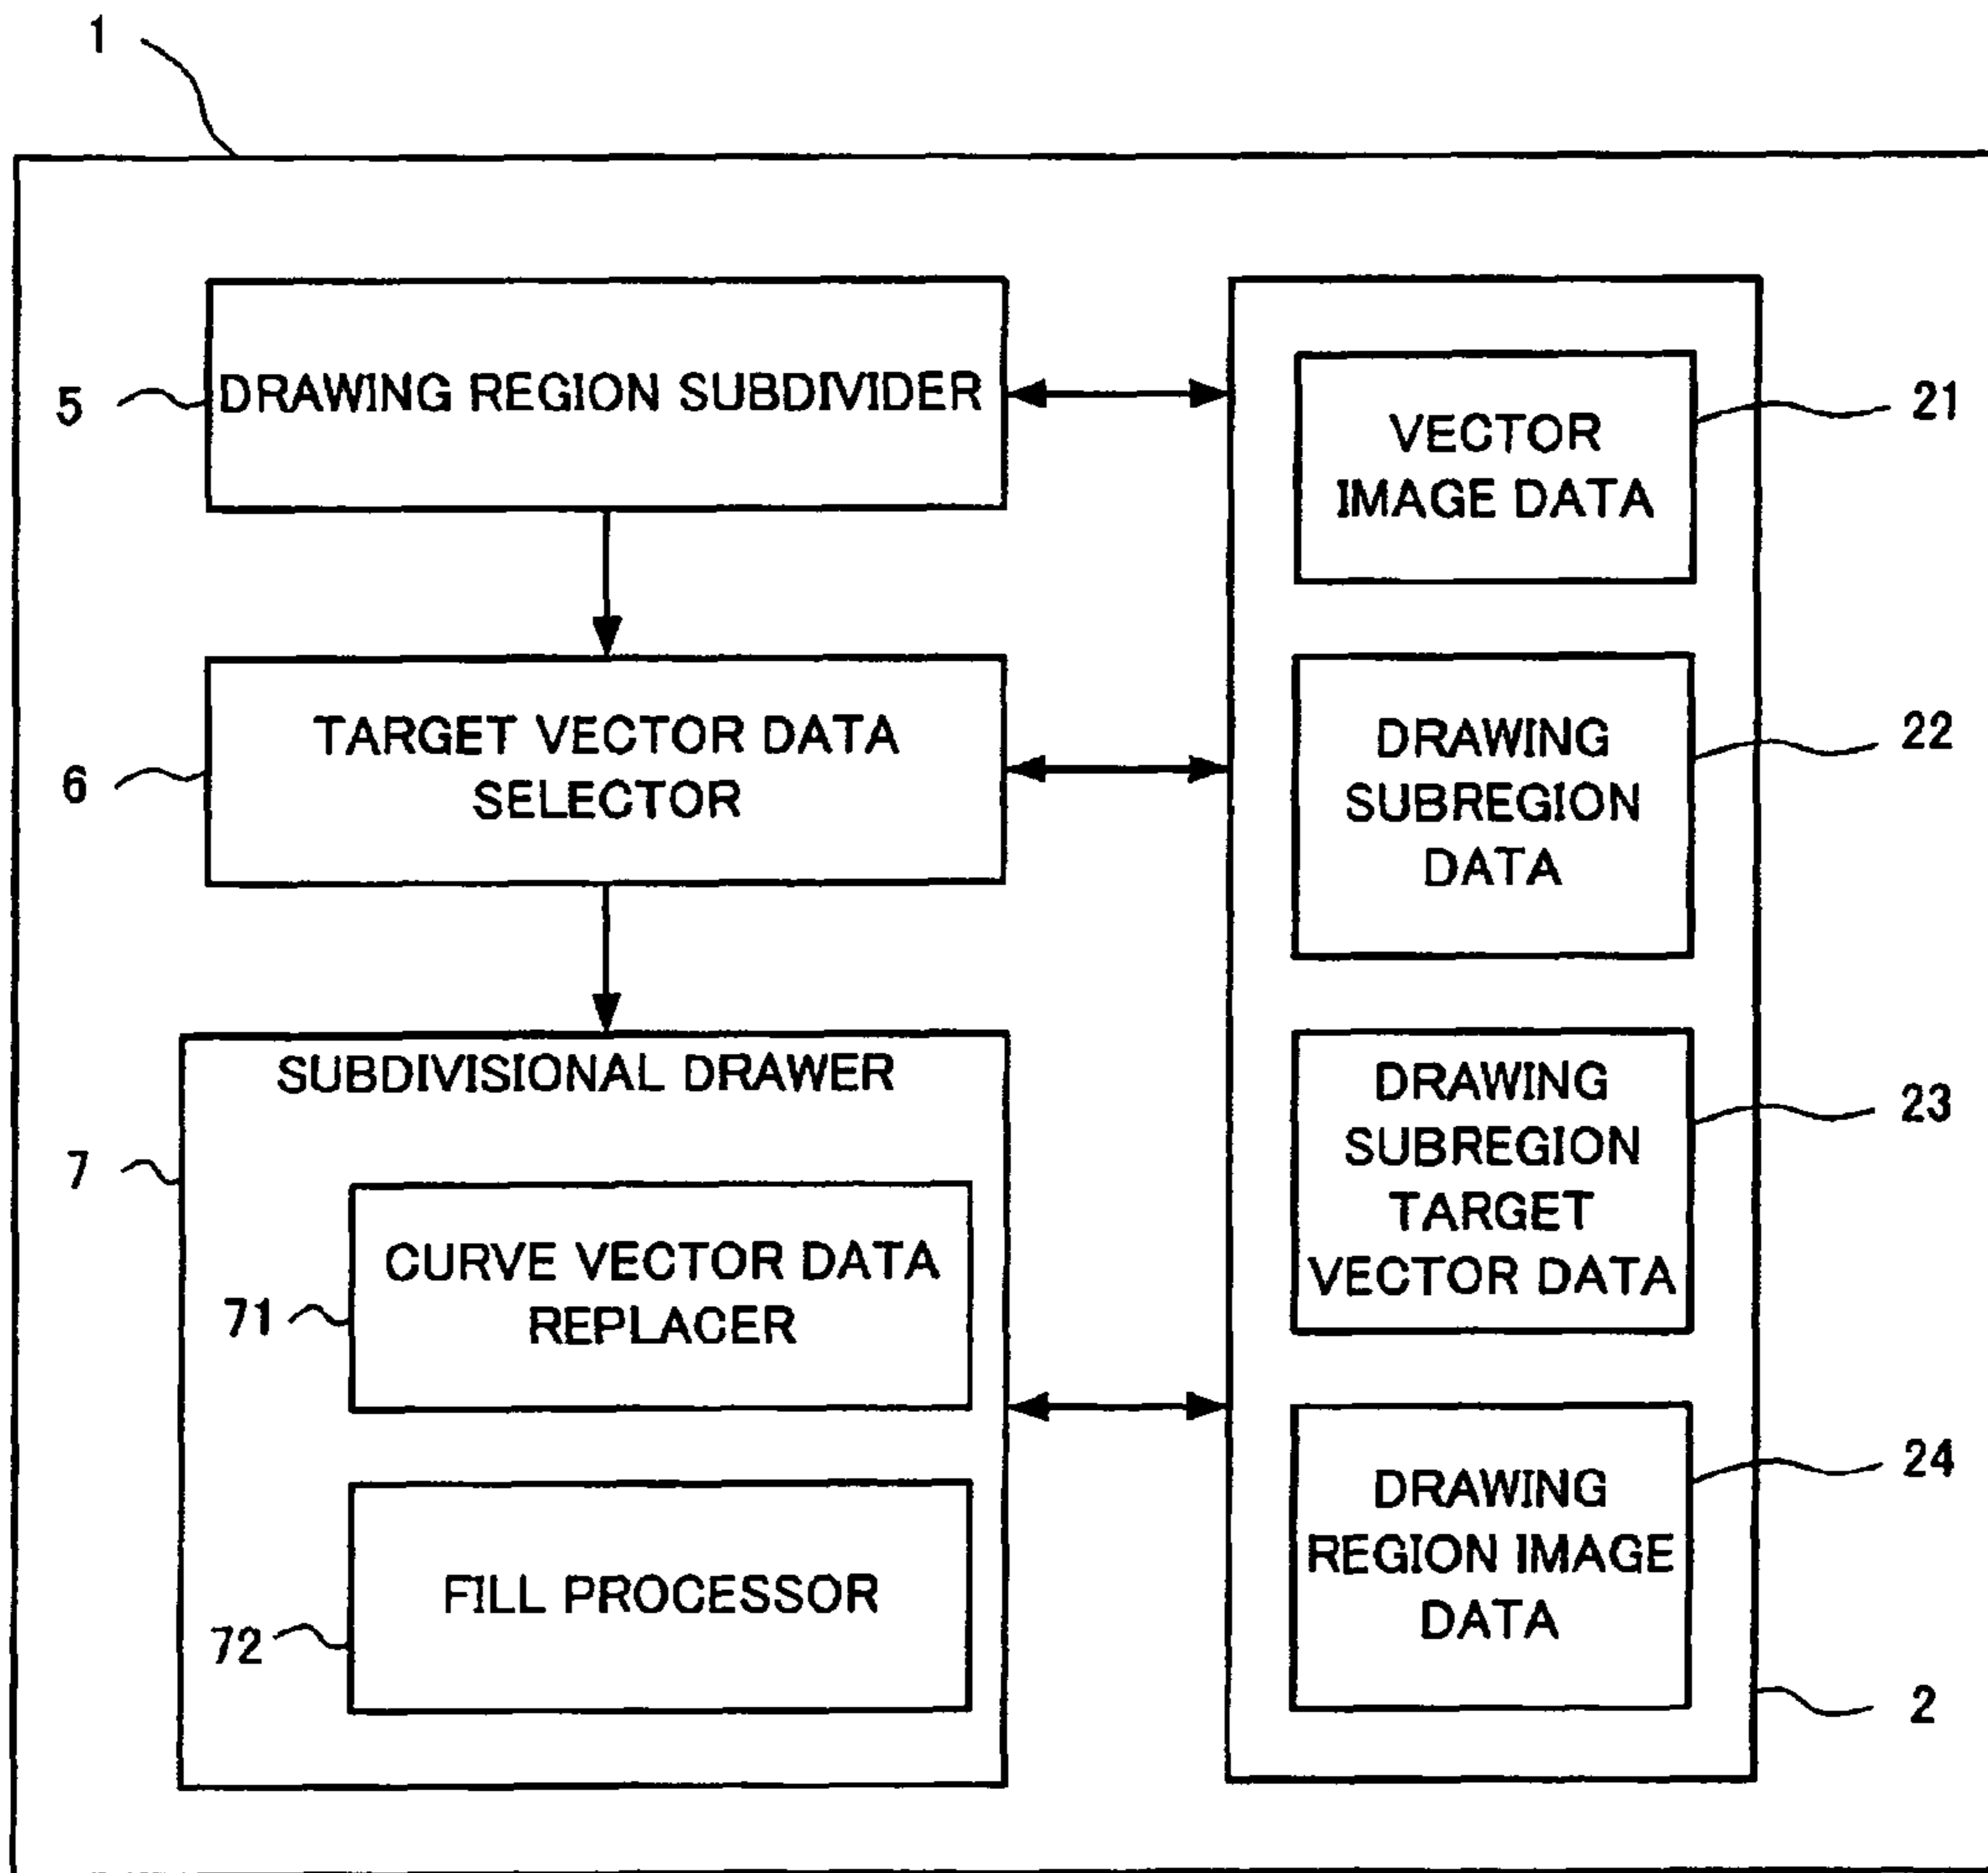 1
5
DRAWING REGION SUBDIVIDER
6
TARGET VECTOR DATA
SELECTOR
7
SUBDIVISIONAL DRAWER
71
CURVE VECTOR DATA
REPLACER
72
FILL PROCESSOR
VECTOR
IMAGE DATA
21
DRAWING
SUBREGION
DATA
22
DRAWING
SUBREGION
TARGET
VECTOR DATA
23
DRAWING
REGION IMAGE
DATA
24
2